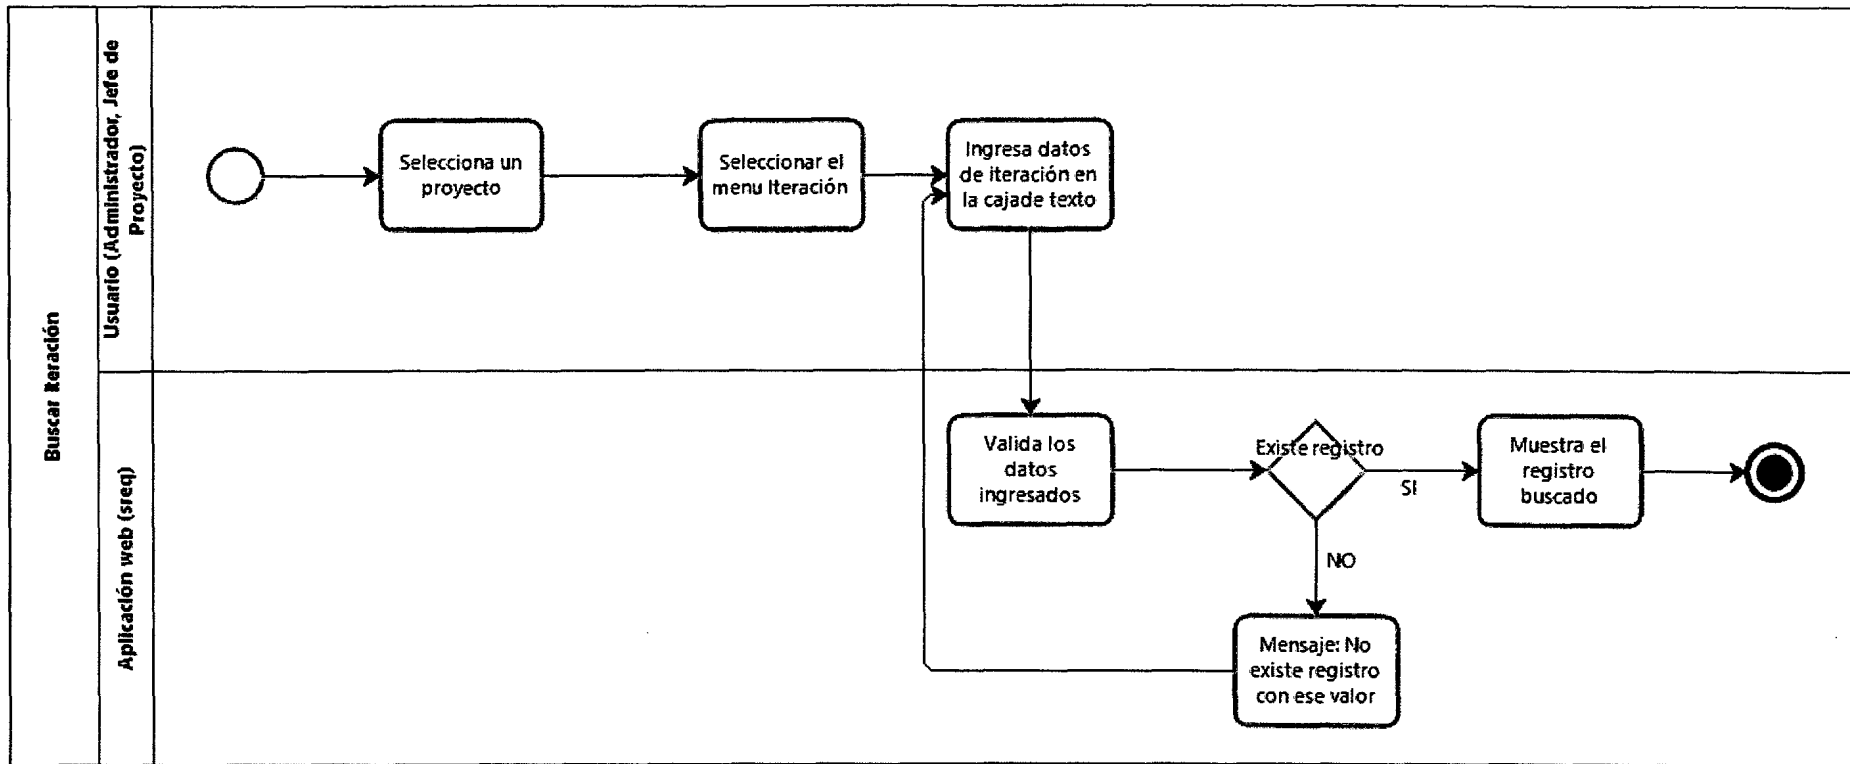 Buscar Iteración
Usuario (Administrador, Jefe de
Proyecto)
Selecciona un
proyecto
Seleccionar el
menu Iteración
Ingresa datos
de iteración en
la cajade texto
Aplicación web (sreq)
Valida los
datos
ingresados
Existe registro
SI
Muestra el
registro
buscado
NO
Mensaje: No
existe registro
con ese valor